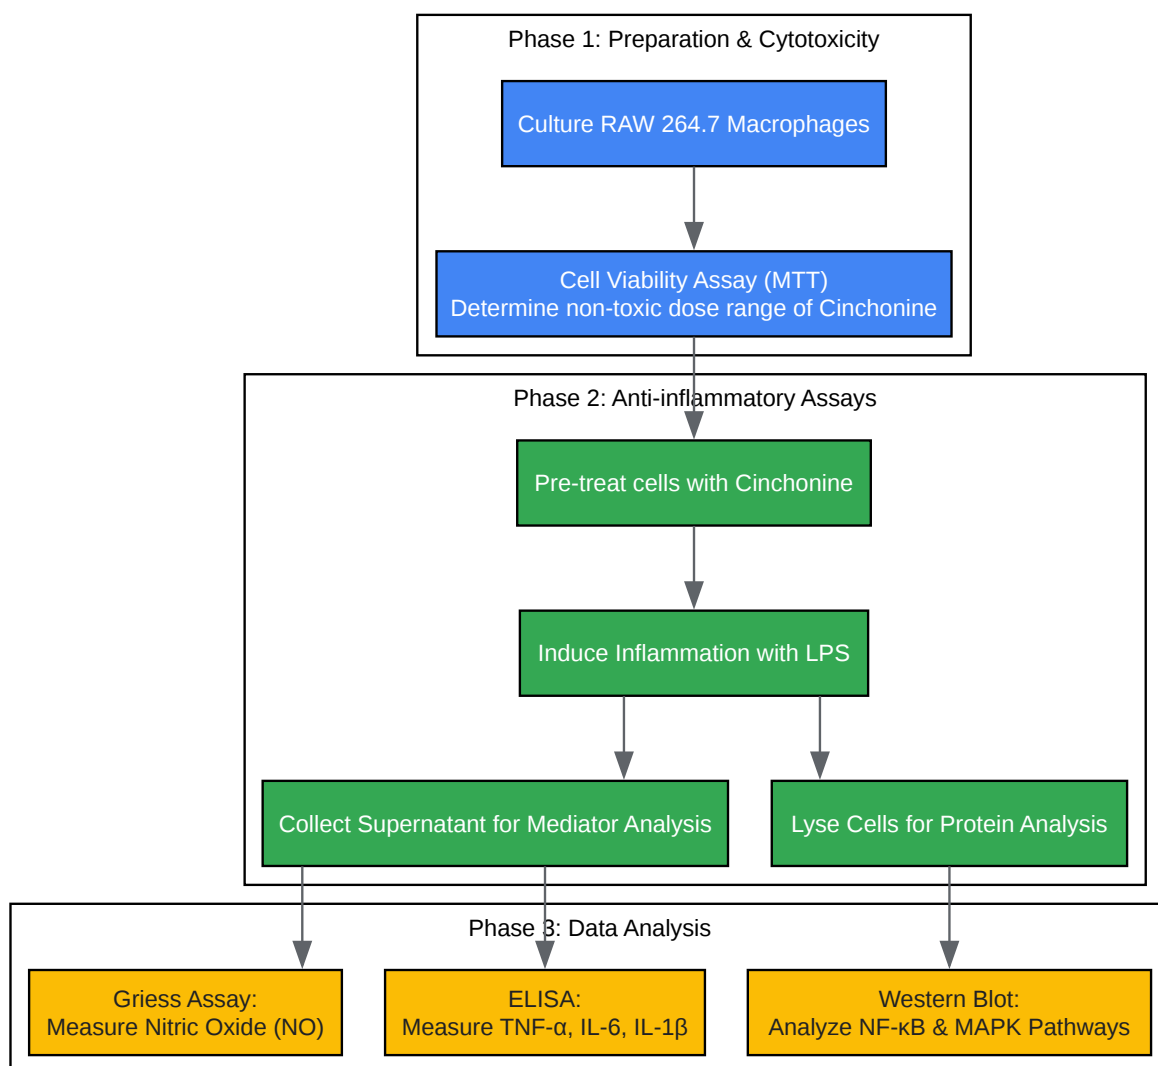 Phase 1: Preparation & Cytotoxicity
Culture RAW 264.7 Macrophages
Cell Viability Assay (MTT)
Determine non-toxic dose range of Cinchonine
Phase 2: Anti-inflammatory Assays
Pre-treat cells with Cinchonine
Induce Inflammation with LPS
Collect Supernatant for Mediator Analysis
Lyse Cells for Protein Analysis
Phase 3: Data Analysis
Griess Assay:
Measure Nitric Oxide (NO)
ELISA:
Measure TNF-α, IL-6, IL-1β
Western Blot:
Analyze NF-κB & MAPK Pathways